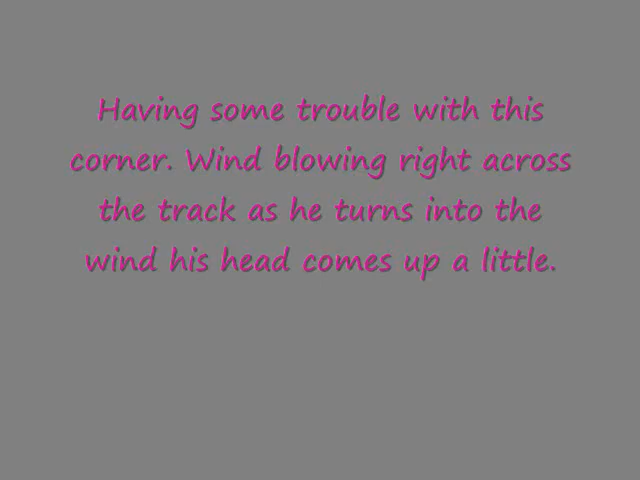 Having some trouble with this
corner. Wind blowing right across
the track as he turns into the
wind his head comes up a little.